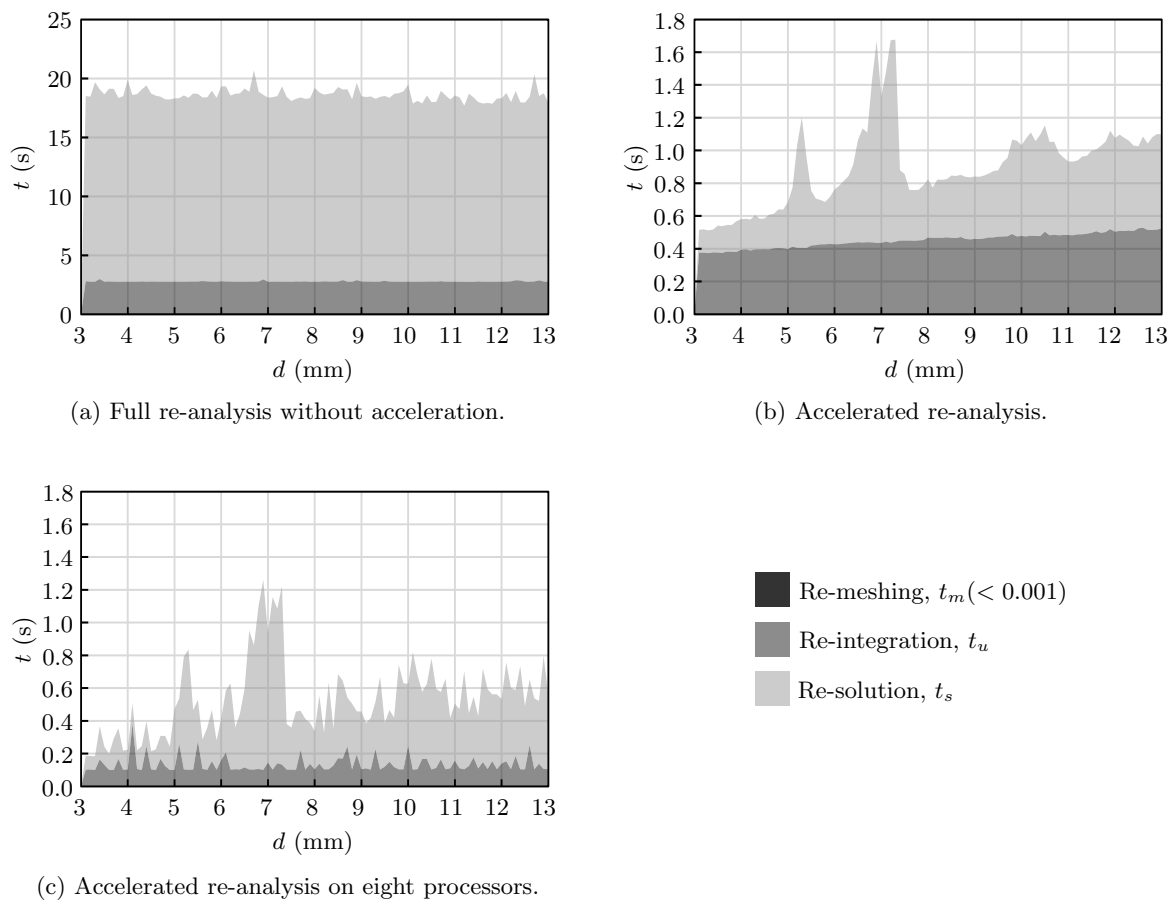 25
20
15
10
5
0
t (s)
3 4 5 6 7 8 9 10 11 12 13
d (mm)
(a) Full re-analysis without acceleration.
1.8
1.6
1.4
1.2
1.0
0.8
0.6
0.4
0.2
0.0
t (s)
3 4 5 6 7 8 9 10 11 12 13
d (mm)
(b) Accelerated re-analysis.
1.8
1.6
1.4
1.2
1.0
0.8
0.6
0.4
0.2
0.0
t (s)
3 4 5 6 7 8 9 10 11 12 13
d (mm)
(c) Accelerated re-analysis on eight processors.
Re-meshing, tₘ(< 0.001)
Re-integration, tᵤ
Re-solution, tₛ